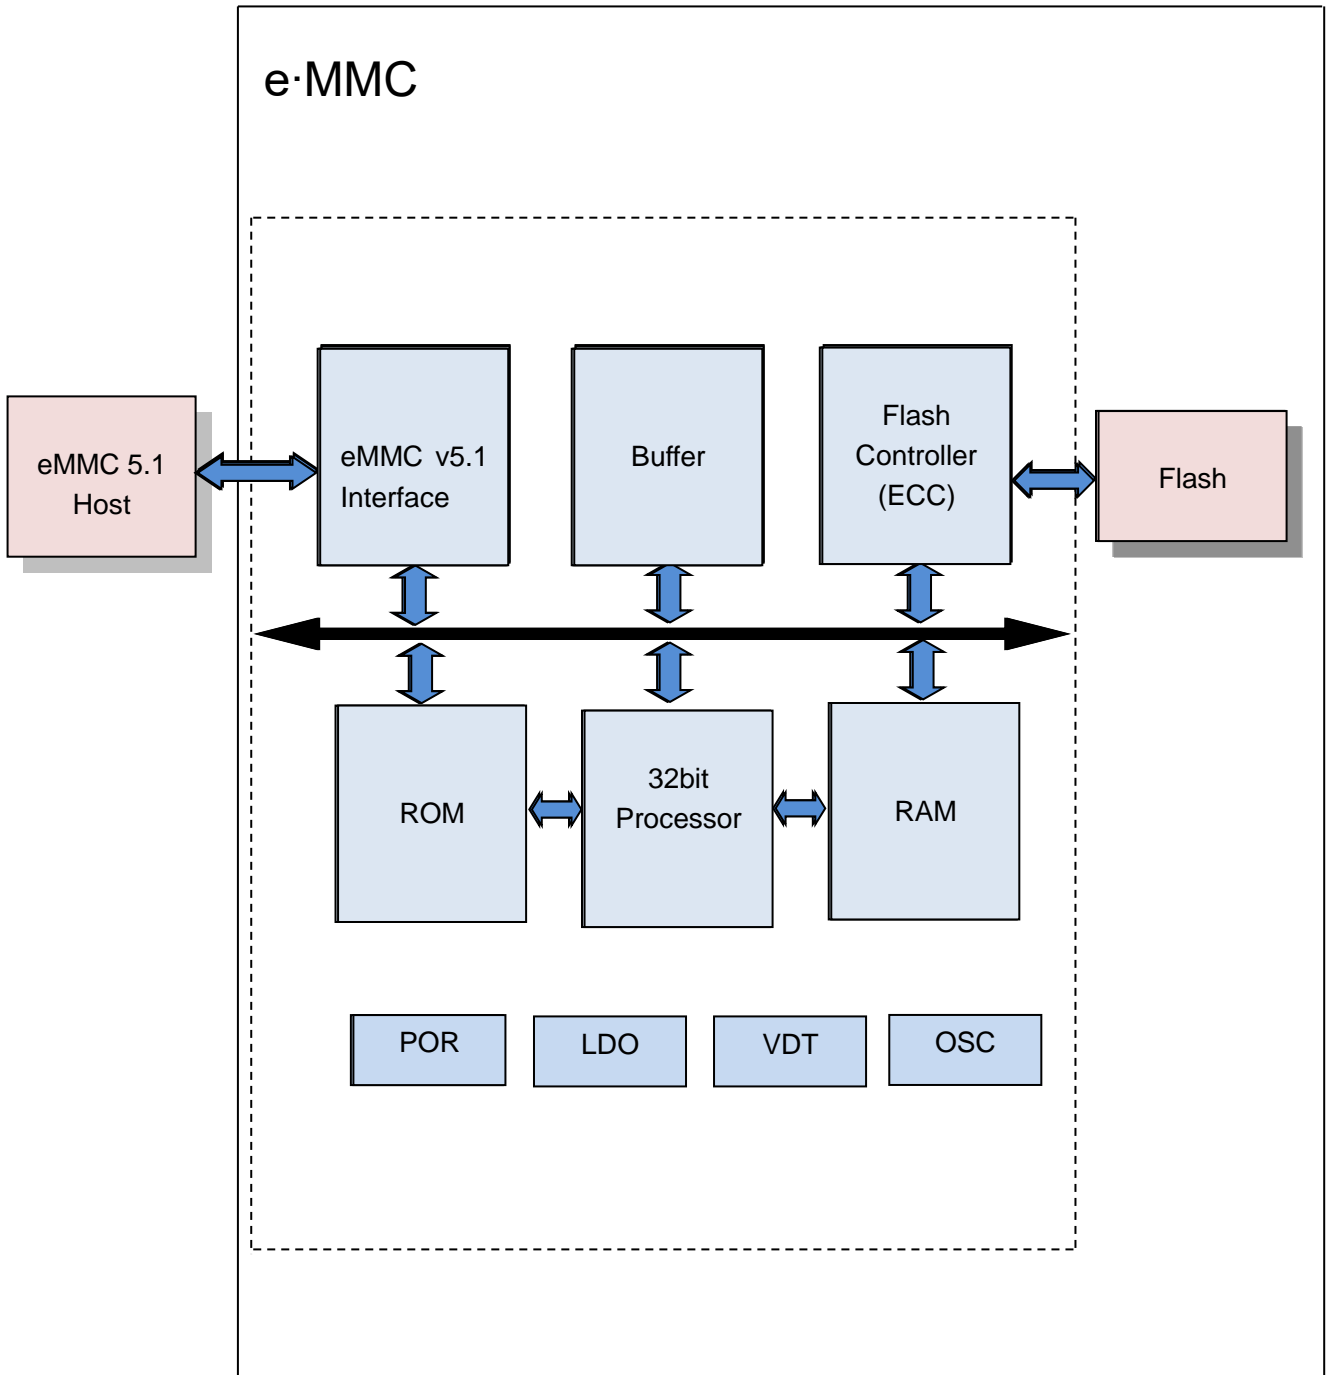 e·MMC
eMMC 5.1
Host
eMMC v5.1
Interface
Buffer
Flash
Controller
(ECC)
Flash
ROM
32bit
Processor
RAM
POR
LDO
VDT
OSC